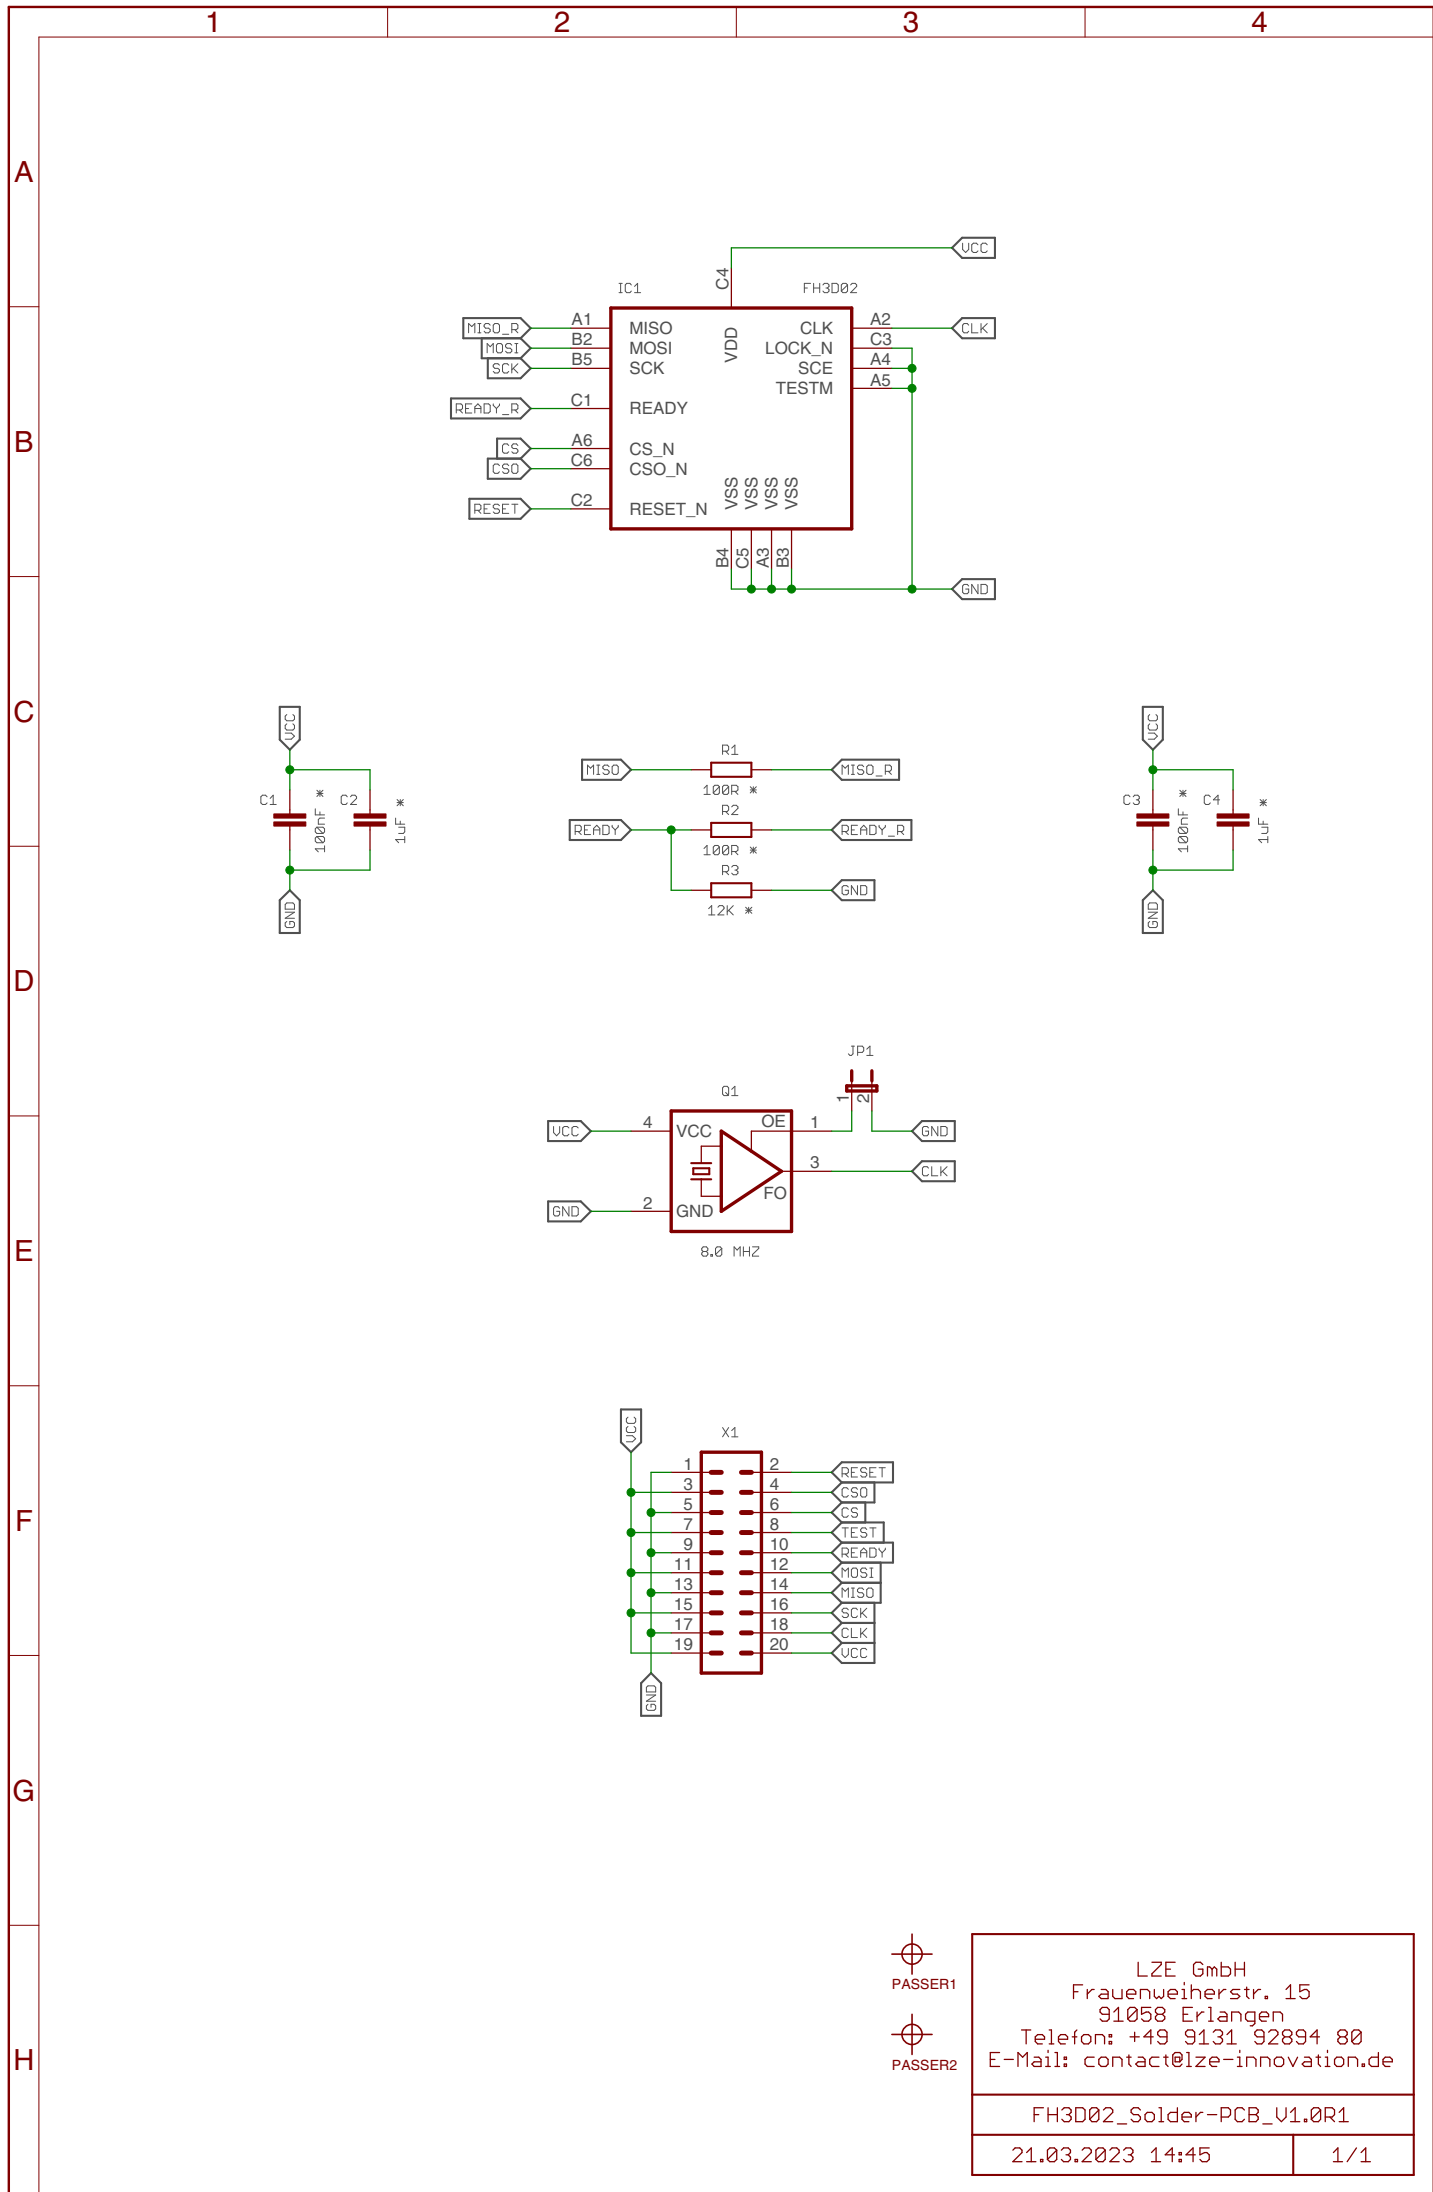 1 2 3 4
A
B
C
D
E
F
G
H
VCC
C4
IC1 FH3D02
MISO_R A1 MISO VDD CLK A2 CLK
MOSI B2 MOSI LOCK_N C3
SCK B5 SCK SCE A4
TESTM A5
READY_R C1 READY
CS A6 CS_N
CSO C6 CSO_N
RESET C2 RESET_N VSS VSS VSS VSS
B4 C5 A3 B3
GND
VCC
C1 100nF * C2 1uF *
GND
R1
MISO MISO_R
100R *
R2
READY READY_R
100R *
R3
GND
12K *
VCC
C3 100nF * C4 1uF *
GND
JP1
1 2
Q1
VCC 4 VCC OE 1 GND
3 CLK
FO
GND 2 GND
8.0 MHZ
VCC
X1
1 2 RESET
3 4 CSO
5 6 CS
7 8 TEST
9 10 READY
11 12 MOSI
13 14 MISO
15 16 SCK
17 18 CLK
19 20 VCC
GND
PASSER1
PASSER2
LZE GmbH
Frauenweiherstr. 15
91058 Erlangen
Telefon: +49 9131 92894 80
E-Mail: contact@lze-innovation.de
FH3D02_Solder-PCB_V1.0R1
21.03.2023 14:45 1/1